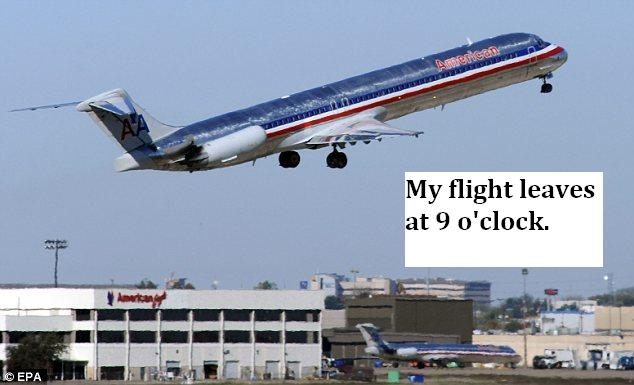 American
AA
My flight leaves
at 9 o'clock.
American
© EPA